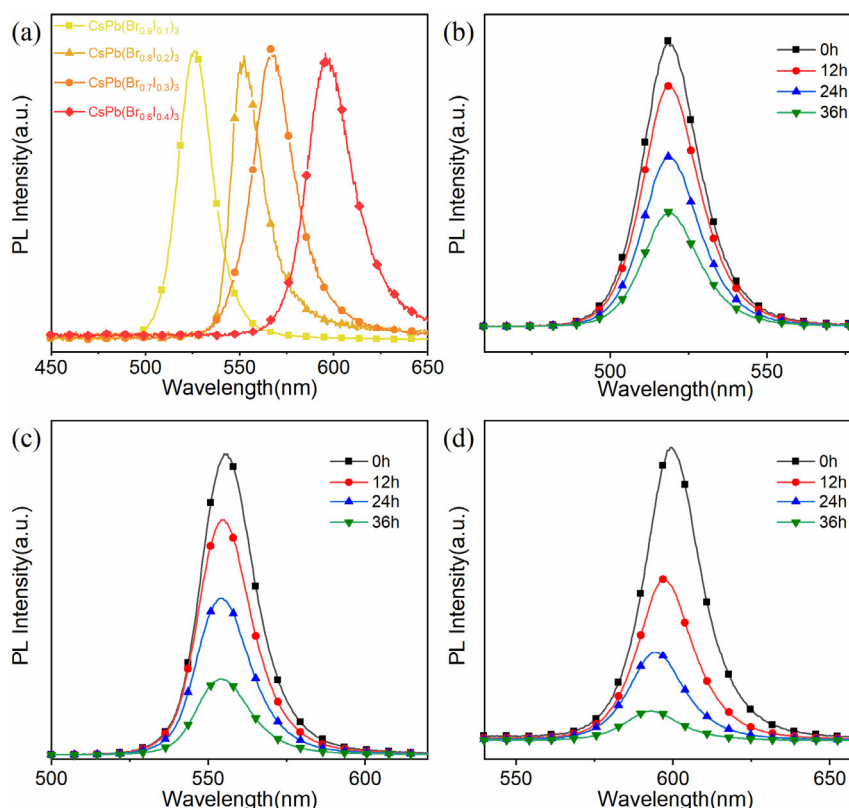 (a)
CsPb(Br₀.₉I₀.₁)₃
CsPb(Br₀.₈I₀.₂)₃
CsPb(Br₀.₇I₀.₃)₃
CsPb(Br₀.₆I₀.₄)₃
PL Intensity(a.u.)
450 500 550 575 600 650
Wavelength(nm)
(b)
0h
12h
24h
36h
PL Intensity(a.u.)
500 550
Wavelength(nm)
(c)
0h
12h
24h
36h
PL Intensity(a.u.)
500 550 600
Wavelength(nm)
(d)
0h
12h
24h
36h
PL Intensity(a.u.)
550 600 650
Wavelength(nm)